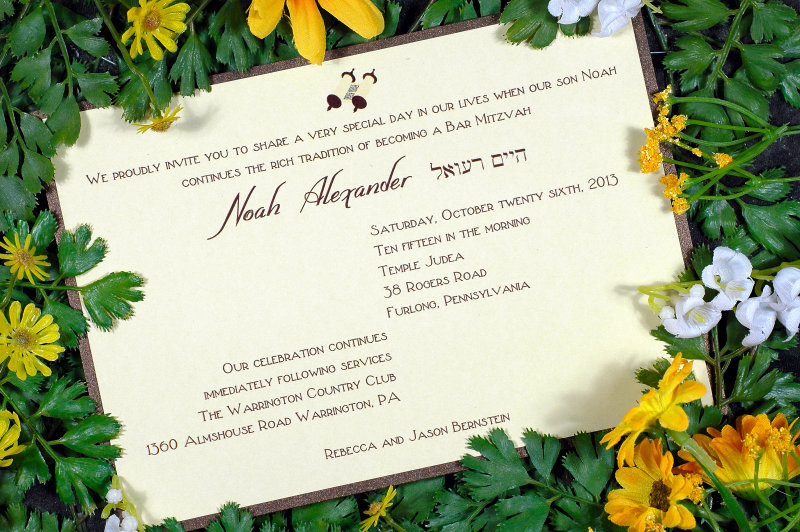 We proudly invite you to share a very special day in our lives when our son Noah
continues the rich tradition of becoming a Bar Mitzvah
Noah Alexander חיים רעואל
Saturday, October twenty sixth, 2013
Ten fifteen in the morning
Temple Judea
38 Rogers Road
Furlong, Pennsylvania
Our celebration continues
immediately following services
The Warrington Country Club
1360 Almshouse Road Warrington, PA
Rebecca and Jason Bernstein